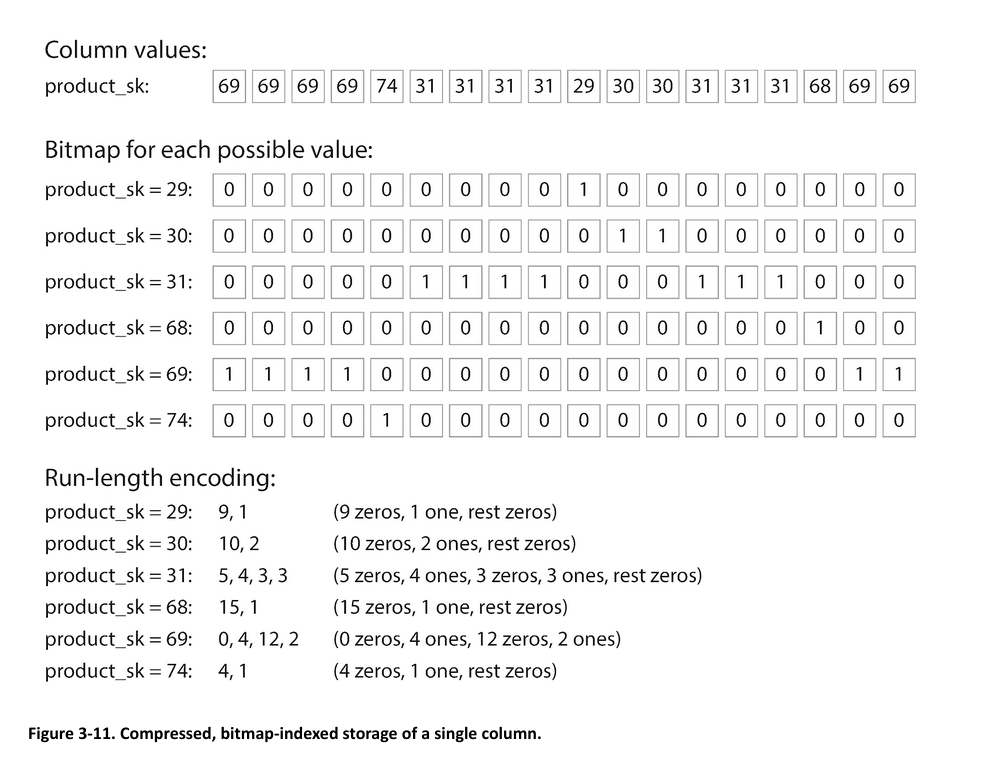 Column values:
product_sk: 69 69 69 69 74 31 31 31 31 29 30 30 31 31 31 68 69 69
Bitmap for each possible value:
product_sk = 29: 0 0 0 0 0 0 0 0 0 1 0 0 0 0 0 0 0 0
product_sk = 30: 0 0 0 0 0 0 0 0 0 0 1 1 0 0 0 0 0 0
product_sk = 31: 0 0 0 0 0 1 1 1 1 0 0 0 1 1 1 0 0 0
product_sk = 68: 0 0 0 0 0 0 0 0 0 0 0 0 0 0 0 1 0 0
product_sk = 69: 1 1 1 1 0 0 0 0 0 0 0 0 0 0 0 0 1 1
product_sk = 74: 0 0 0 0 1 0 0 0 0 0 0 0 0 0 0 0 0 0
Run-length encoding:
product_sk = 29: 9, 1 (9 zeros, 1 one, rest zeros)
product_sk = 30: 10, 2 (10 zeros, 2 ones, rest zeros)
product_sk = 31: 5, 4, 3, 3 (5 zeros, 4 ones, 3 zeros, 3 ones, rest zeros)
product_sk = 68: 15, 1 (15 zeros, 1 one, rest zeros)
product_sk = 69: 0, 4, 12, 2 (0 zeros, 4 ones, 12 zeros, 2 ones)
product_sk = 74: 4, 1 (4 zeros, 1 one, rest zeros)
Figure 3-11. Compressed, bitmap-indexed storage of a single column.